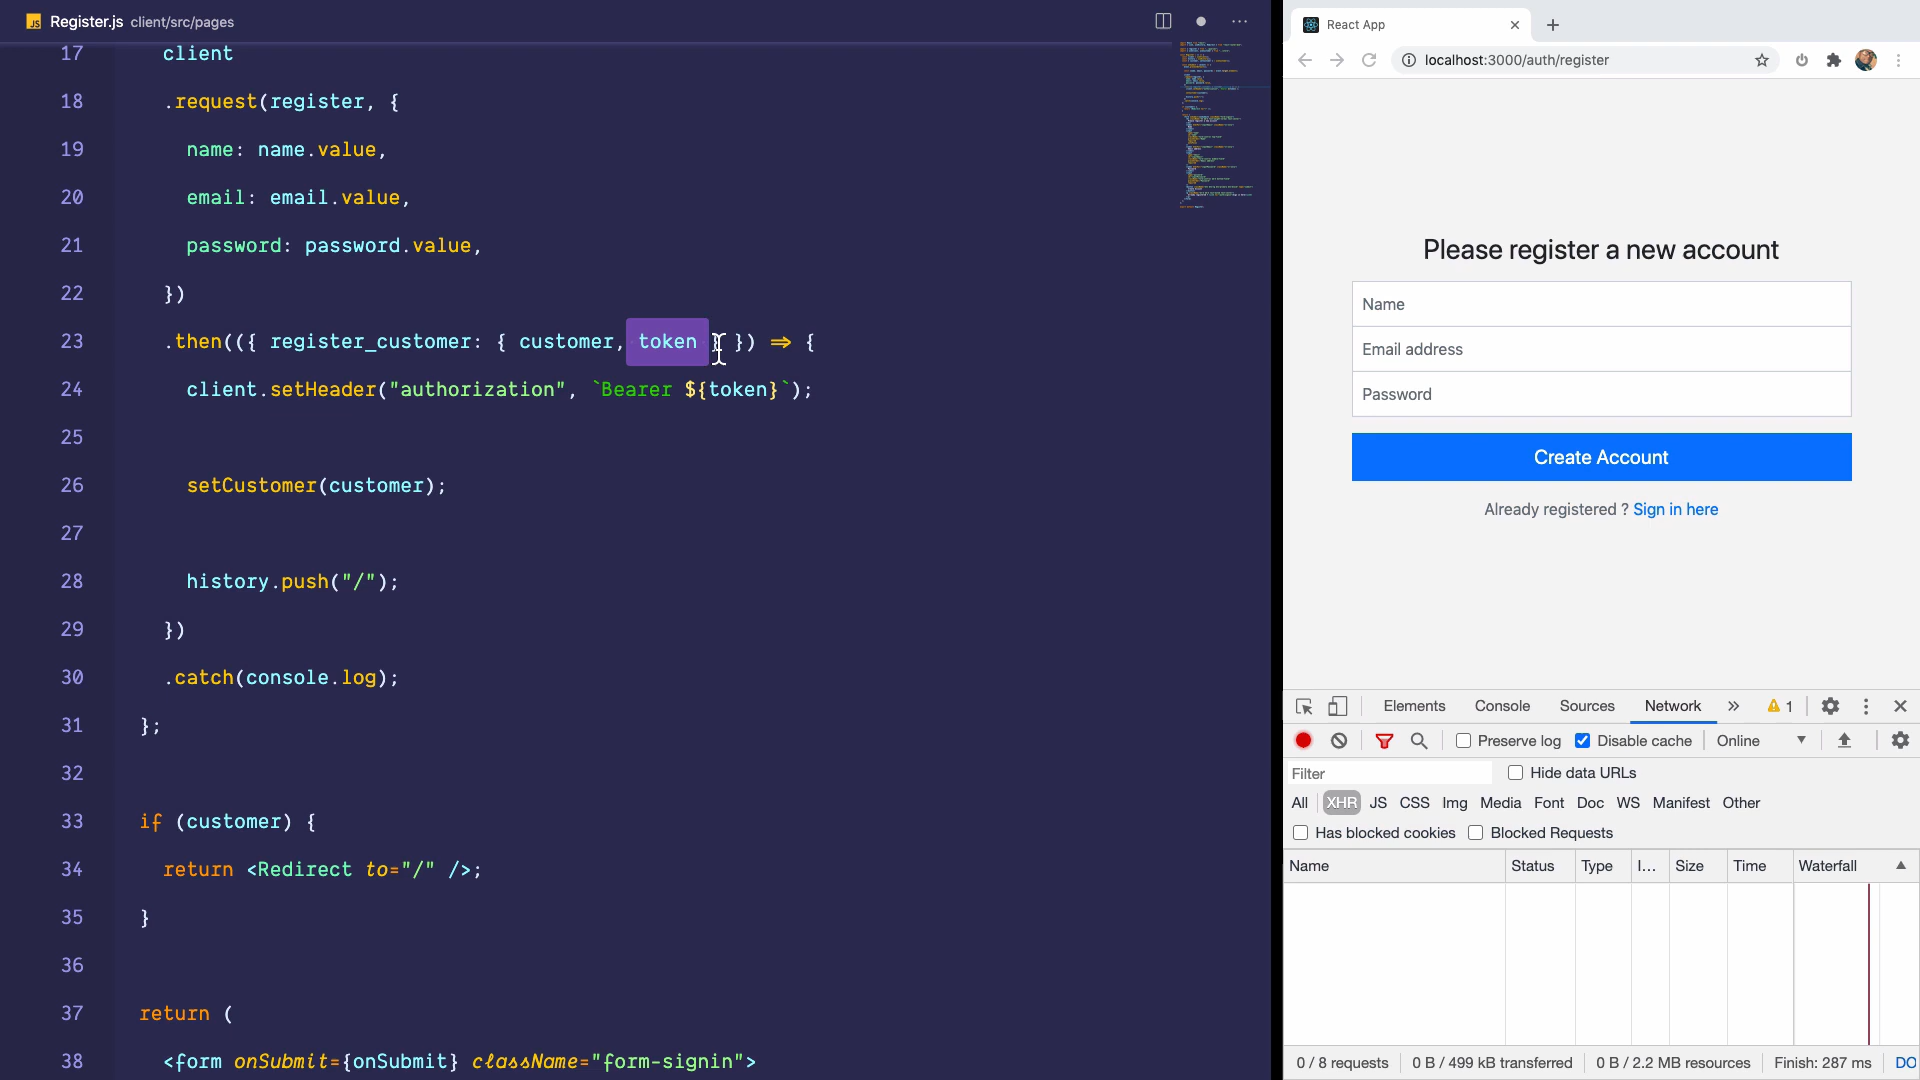 Register.js client/src/pages
17 client
18 .request(register, {
19 name: name.value,
20 email: email.value,
21 password: password.value,
22 })
23 .then(({ register_customer: { customer, token } }) => {
24 client.setHeader("authorization", `Bearer ${token}`);
25
26 setCustomer(customer);
27
28 history.push("/");
29 })
30 .catch(console.log);
31 };
32
33 if (customer) {
34 return <Redirect to="/" />;
35 }
36
37 return (
38 <form onSubmit={onSubmit} className="form-signin">
React App
localhost:3000/auth/register
Please register a new account
Name
Email address
Password
Create Account
Already registered ? Sign in here
Elements Console Sources Network » 1
Preserve log Disable cache Online
Filter Hide data URLs
All XHR JS CSS Img Media Font Doc WS Manifest Other
Has blocked cookies Blocked Requests
Name Status Type I... Size Time Waterfall
0 / 8 requests 0 B / 499 kB transferred 0 B / 2.2 MB resources Finish: 287 ms DO